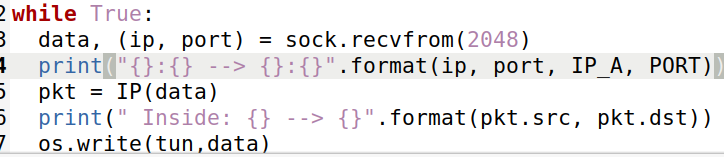 2 while True:
3   data, (ip, port) = sock.recvfrom(2048)
4   print("{}:{} --> {}:{}".format(ip, port, IP_A, PORT))
5   pkt = IP(data)
6   print(" Inside: {} --> {}".format(pkt.src, pkt.dst))
7   os.write(tun,data)